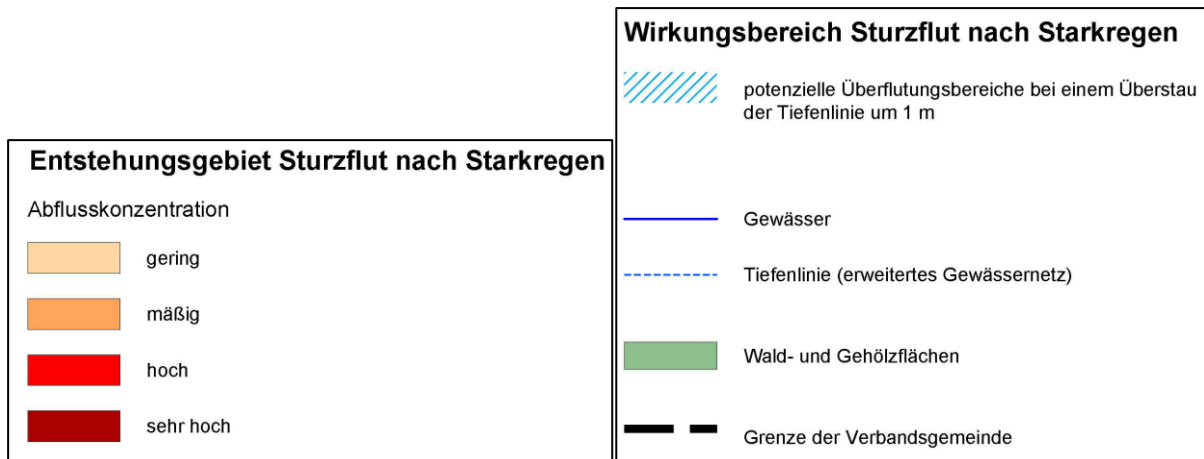 Entstehungsgebiet Sturzflut nach Starkregen
Abflusskonzentration
gering
mäßig
hoch
sehr hoch
Wirkungsbereich Sturzflut nach Starkregen
potenzielle Überflutungsbereiche bei einem Überstau
der Tiefenlinie um 1 m
Gewässer
Tiefenlinie (erweitertes Gewässernetz)
Wald- und Gehölzflächen
Grenze der Verbandsgemeinde